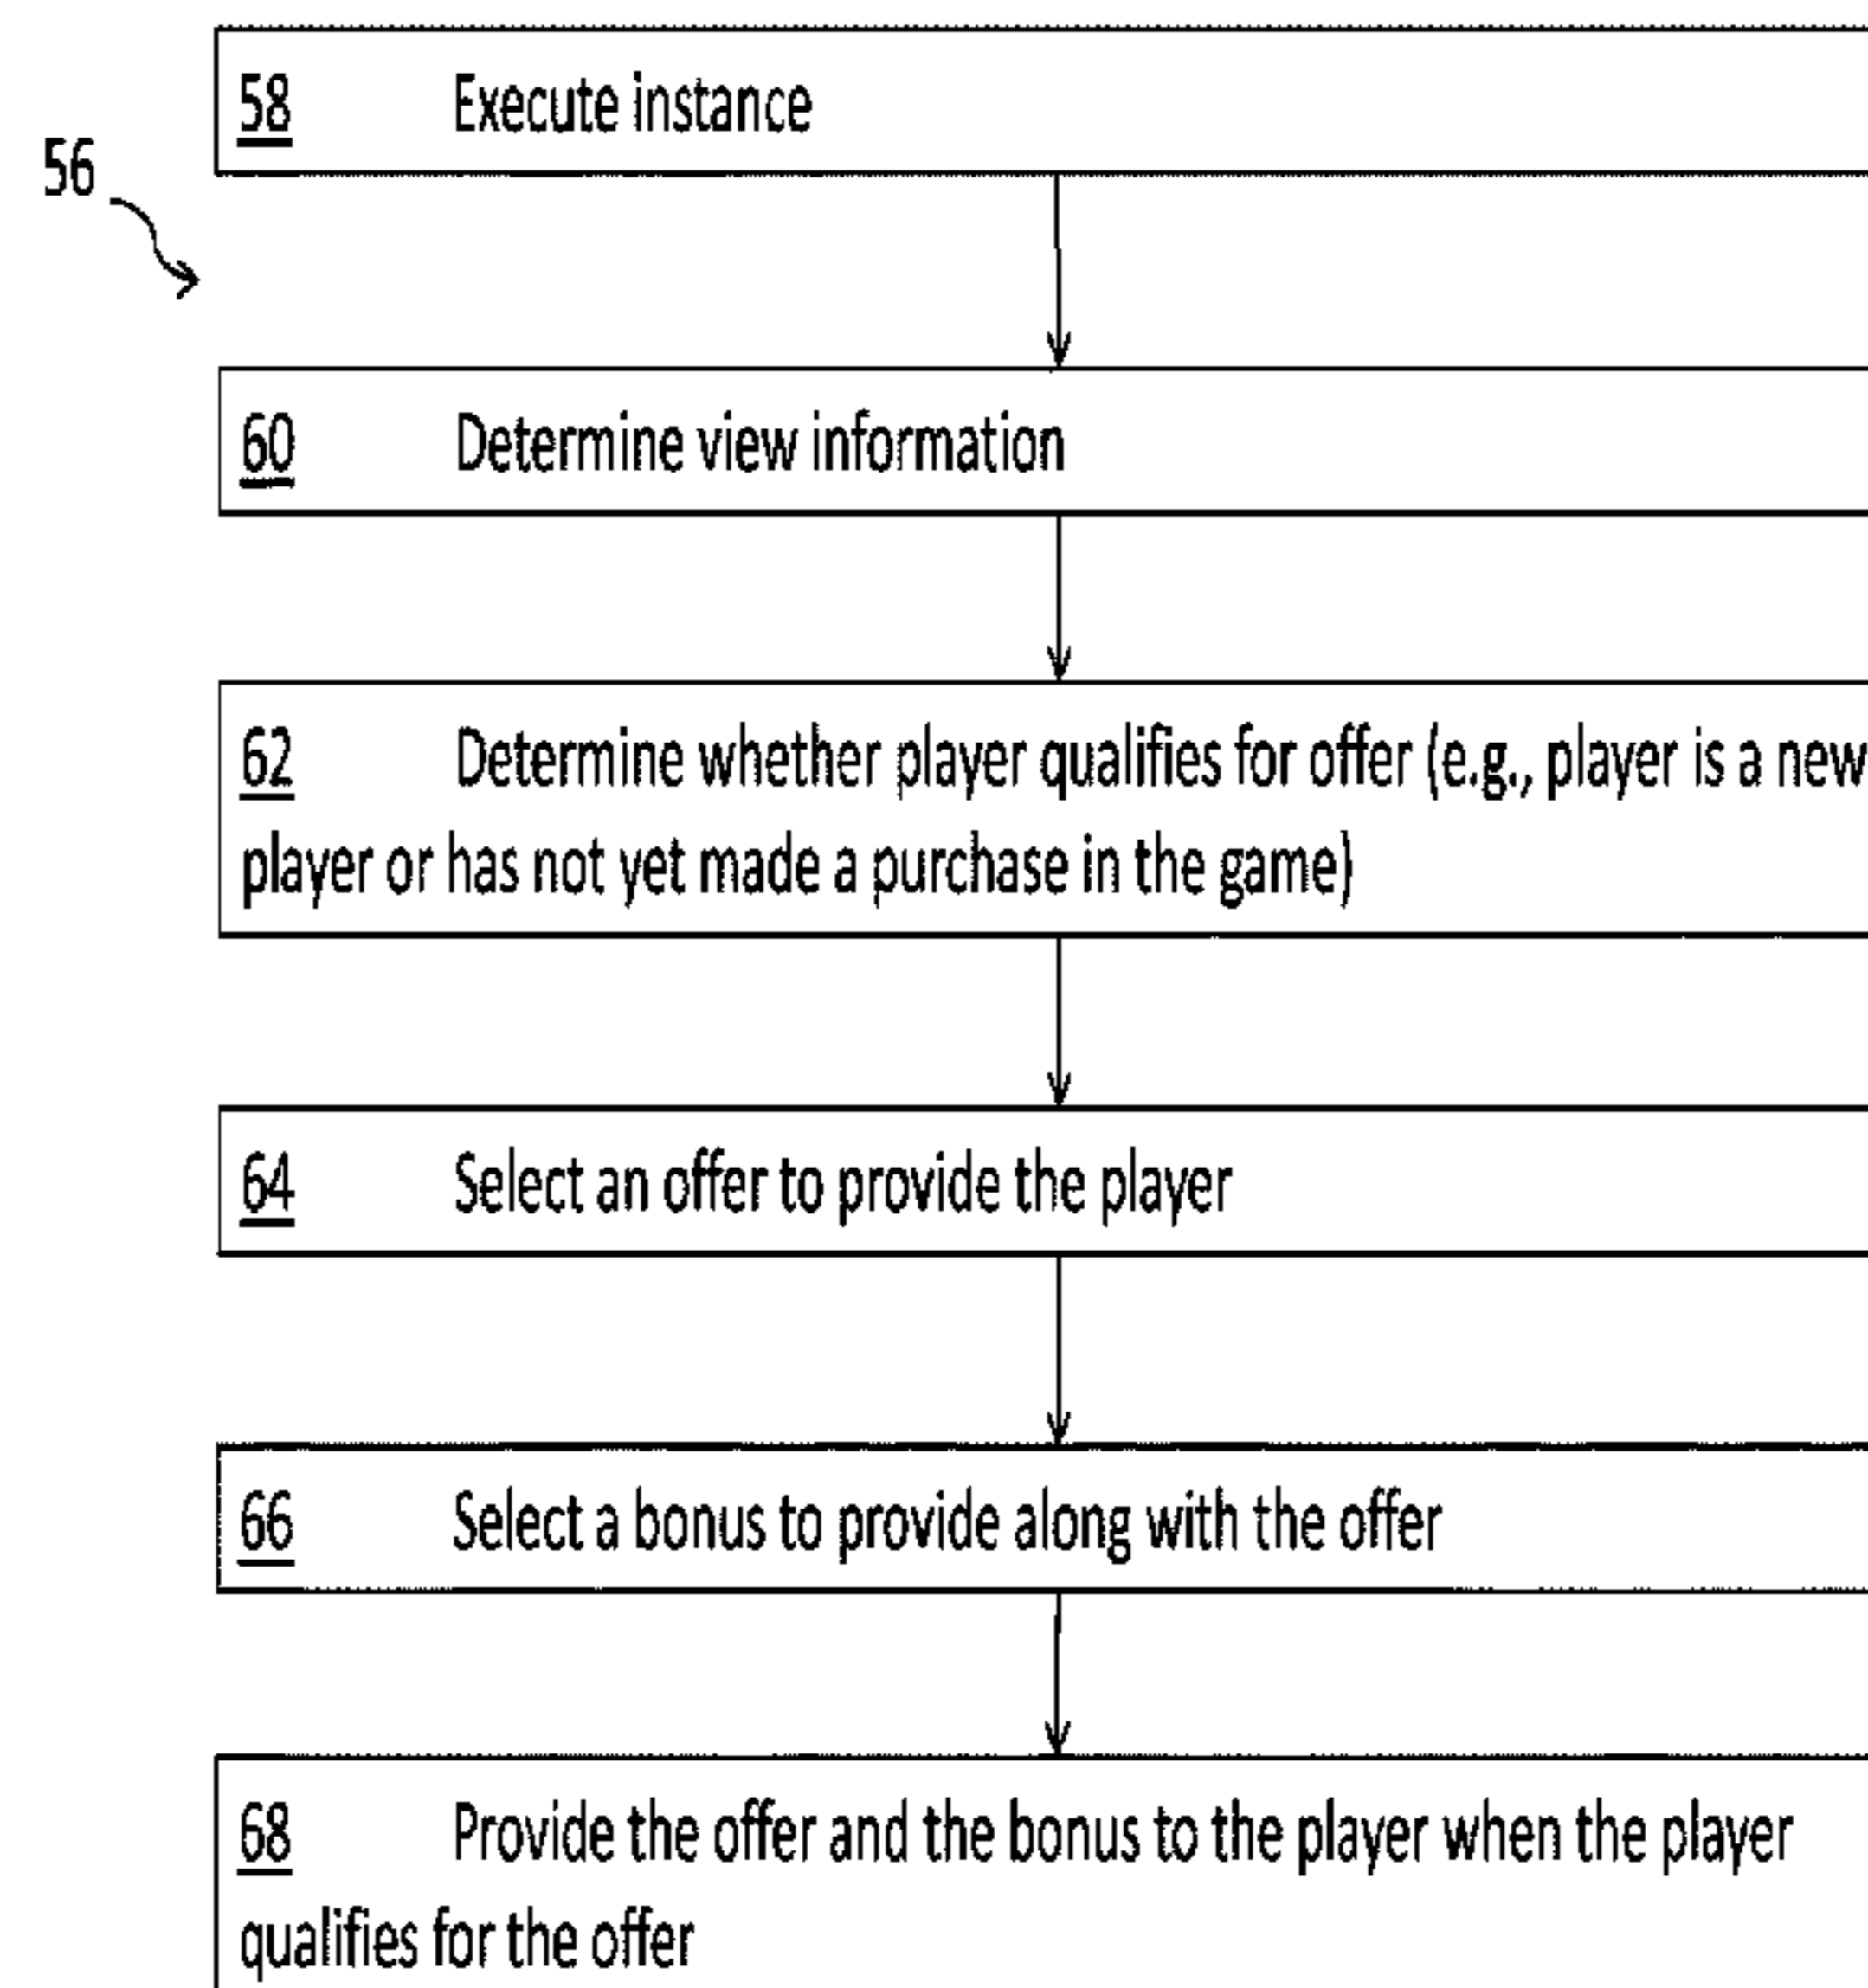 58 Execute instance
56
60 Determine view information
62 Determine whether player qualifies for offer (e.g., player is a new
player or has not yet made a purchase in the game)
64 Select an offer to provide the player
66 Select a bonus to provide along with the offer
68 Provide the offer and the bonus to the player when the player
qualifies for the offer